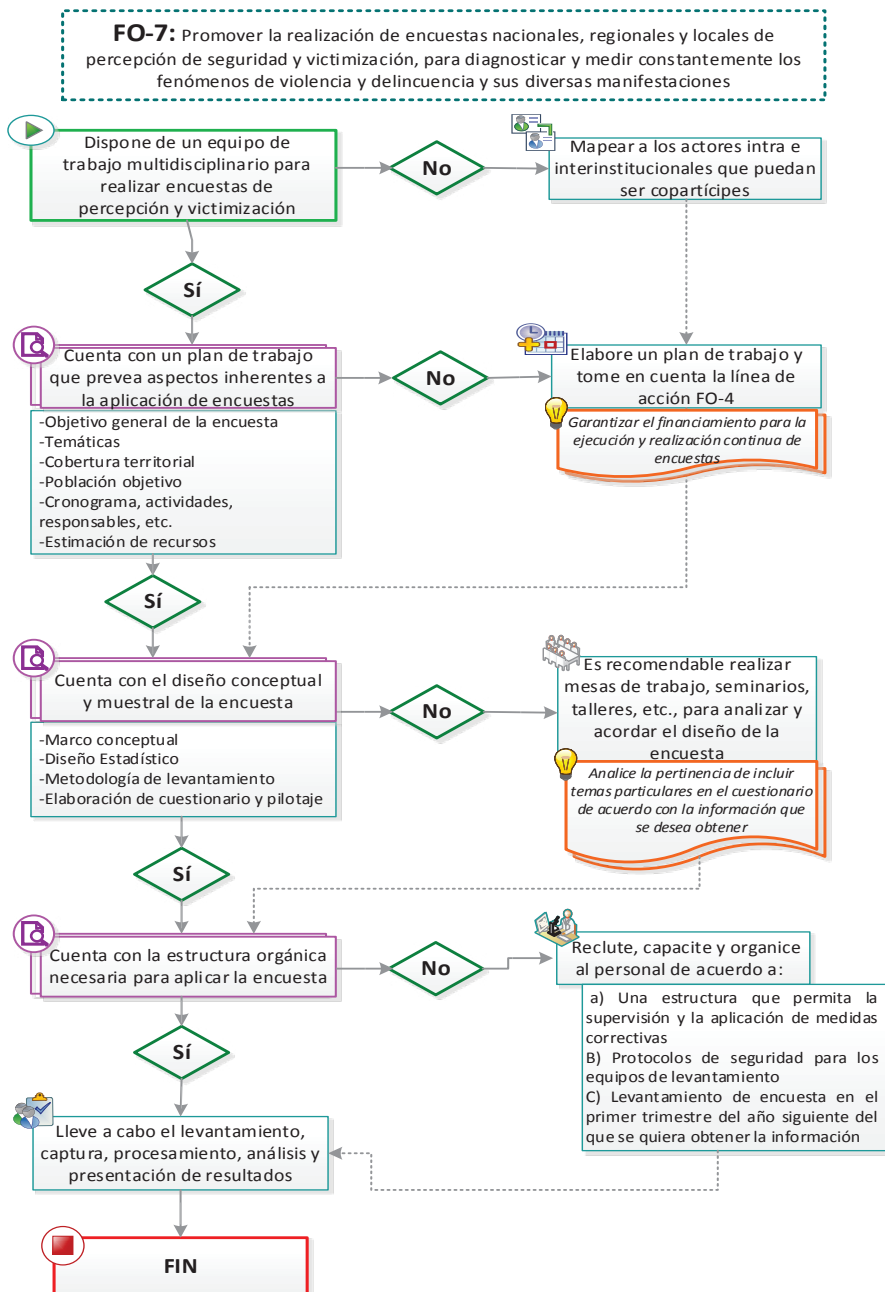 FO-7: Promover la realización de encuestas nacionales, regionales y locales de
percepción de seguridad y victimización, para diagnosticar y medir constantemente los
fenómenos de violencia y delincuencia y sus diversas manifestaciones
Dispone de un equipo de
trabajo multidisciplinario para
realizar encuestas de
percepción y victimización
No
Mapear a los actores intra e
interinstitucionales que puedan
ser copartícipes
Sí
Cuenta con un plan de trabajo
que prevea aspectos inherentes a
la aplicación de encuestas
No
Elabore un plan de trabajo y
tome en cuenta la línea de
acción FO-4
Garantizar el financiamiento para la
ejecución y realización continua de
encuestas
-Objetivo general de la encuesta
-Temáticas
-Cobertura territorial
-Población objetivo
-Cronograma, actividades,
responsables, etc.
-Estimación de recursos
Sí
Cuenta con el diseño conceptual
y muestral de la encuesta
No
Es recomendable realizar
mesas de trabajo, seminarios,
talleres, etc., para analizar y
acordar el diseño de la
encuesta
Analice la pertinencia de incluir
temas particulares en el cuestionario
de acuerdo con la información que
se desea obtener
-Marco conceptual
-Diseño Estadístico
-Metodología de levantamiento
-Elaboración de cuestionario y pilotaje
Sí
Cuenta con la estructura orgánica
necesaria para aplicar la encuesta
No
Reclute, capacite y organice
al personal de acuerdo a:
a) Una estructura que permita la
supervisión y la aplicación de medidas
correctivas
B) Protocolos de seguridad para los
equipos de levantamiento
C) Levantamiento de encuesta en el
primer trimestre del año siguiente del
que se quiera obtener la información
Sí
Lleve a cabo el levantamiento,
captura, procesamiento, análisis y
presentación de resultados
FIN